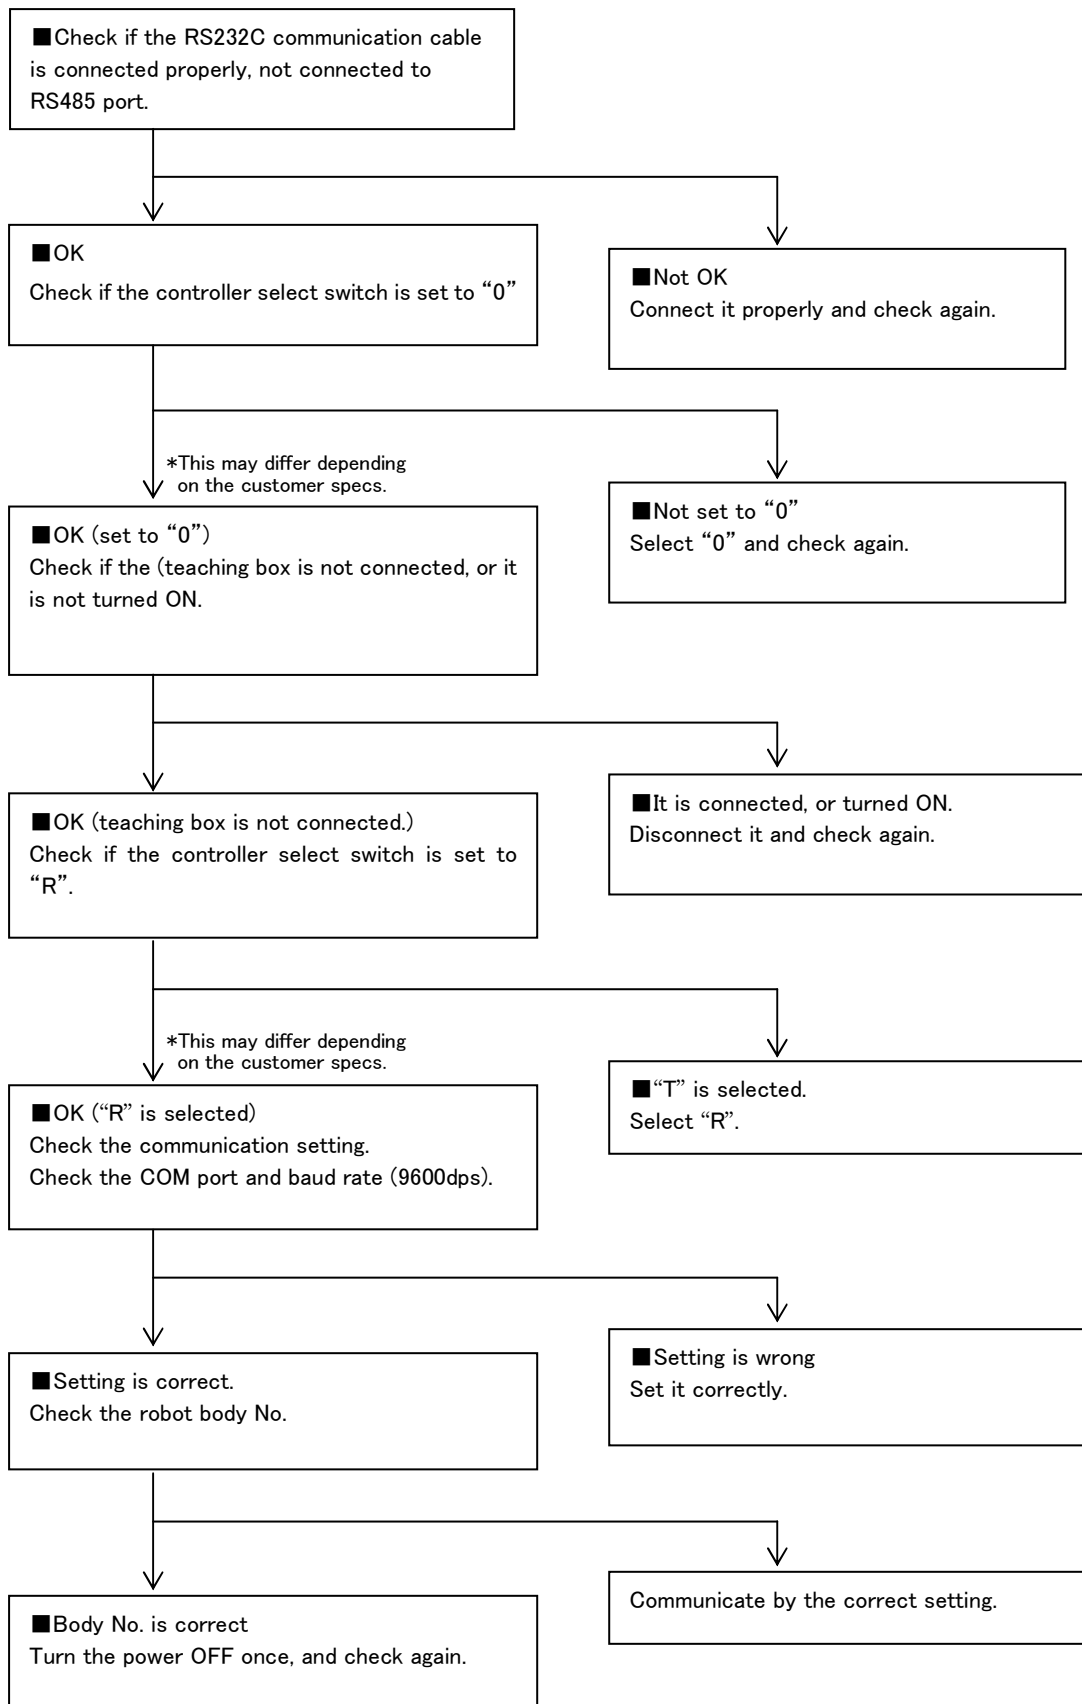 ■Check if the RS232C communication cable
is connected properly, not connected to
RS485 port.
■OK
Check if the controller select switch is set to “0”
■Not OK
Connect it properly and check again.
*This may differ depending
on the customer specs.
■OK (set to “0”)
Check if the (teaching box is not connected, or it
is not turned ON.
■Not set to “0”
Select “0” and check again.
■OK (teaching box is not connected.)
Check if the controller select switch is set to
“R”.
■It is connected, or turned ON.
Disconnect it and check again.
*This may differ depending
on the customer specs.
■OK (“R” is selected)
Check the communication setting.
Check the COM port and baud rate (9600dps).
■“T” is selected.
Select “R”.
■Setting is correct.
Check the robot body No.
■Setting is wrong
Set it correctly.
■Body No. is correct
Turn the power OFF once, and check again.
Communicate by the correct setting.